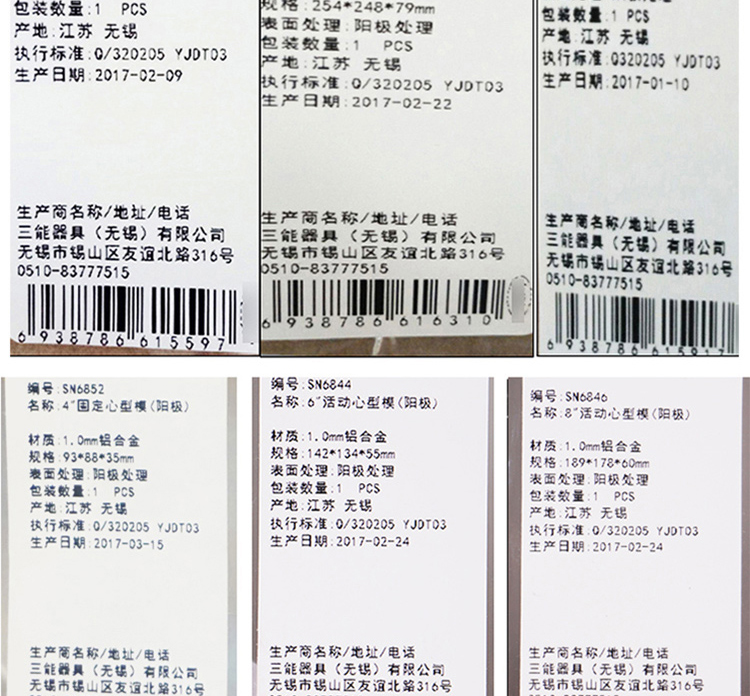 包装数量:1 PCS
产地:江苏 无锡
执行标准:Q/320205 YJDT03
生产日期:2017-02-09
生产商名称/地址/电话
三能器具（无锡）有限公司
无锡市锡山区友谊北路316号
0510-83777515
6 938786 615597
规格:254*248*79mm
表面处理:阳极处理
包装数量:1 PCS
产地:江苏 无锡
执行标准:Q/320205 YJDT03
生产日期:2017-02-22
生产商名称/地址/电话
三能器具（无锡）有限公司
无锡市锡山区友谊北路316号
0510-83777515
6 938786 616310
包装数量:1 PCS
产地:江苏 无锡
执行标准:Q320205 YJDT03
生产日期:2017-01-10
生产商名称/地址/电话
三能器具（无锡）有限公司
无锡市锡山区友谊北路316号
0510-83777515
6 938786
编号:SN6852
名称:4"固定心型模(阳极)
材质:1.0mm铝合金
规格:93*88*35mm
表面处理:阳极处理
包装数量:1 PCS
产地:江苏 无锡
执行标准:Q/320205 YJDT03
生产日期:2017-03-15
生产商名称/地址/电话
三能器具（无锡）有限公司
无锡市锡山区友谊北路316号
编号:SN6844
名称:6"活动心型模(阳极)
材质:1.0mm铝合金
规格:142*134*55mm
表面处理:阳极处理
包装数量:1 PCS
产地:江苏 无锡
执行标准:Q/320205 YJDT03
生产日期:2017-02-24
生产商名称/地址/电话
三能器具（无锡）有限公司
无锡市锡山区友谊北路316号
编号:SN6846
名称:8"活动心型模(阳极)
材质:1.0mm铝合金
规格:189*178*60mm
表面处理:阳极处理
包装数量:1 PCS
产地:江苏 无锡
执行标准:Q/320205 YJDT03
生产日期:2017-02-24
生产商名称/地址/电话
三能器具（无锡）有限公司
无锡市锡山区友谊北路316号